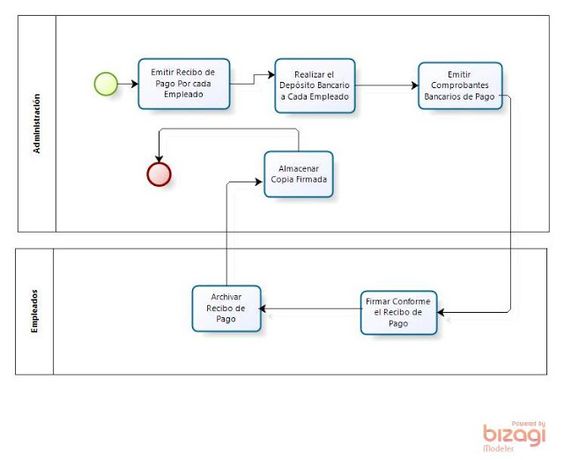 Administración
Emitir Recibo de
Pago Por cada
Empleado
Realizar el
Depósito Bancario
a Cada Empleado
Emitir
Comprobantes
Bancarios de Pago
Almacenar
Copia Firmada
Empleados
Archivar
Recibo de
Pago
Firmar Conforme
el Recibo de
Pago
Powered by
bizagi
Modeler